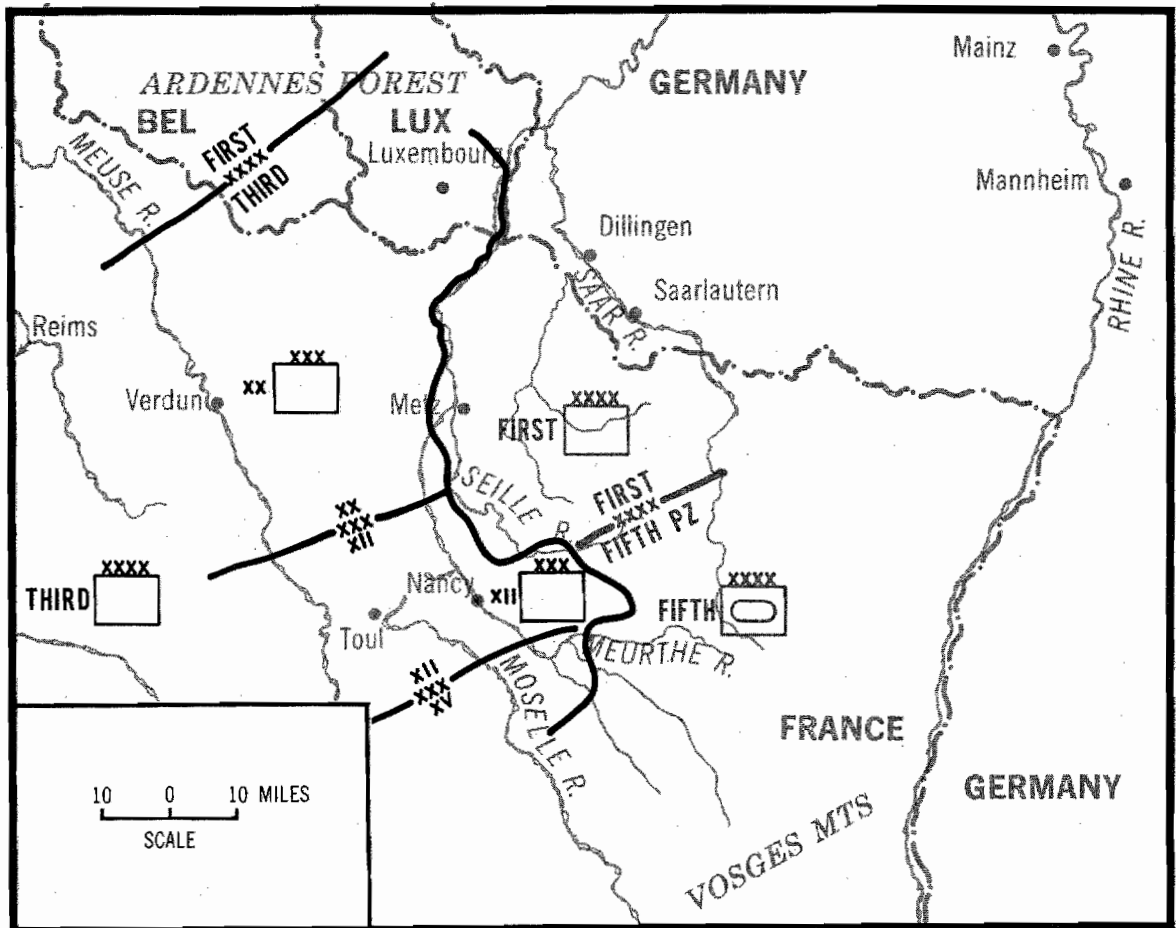 Mainz
ARDENNES FOREST
GERMANY
BEL
LUX
FIRST
XXXX
THIRD
Luxembourg
MEUSE R.
Mannheim
Dillingen
RHINE R.
SAAR R.
Saarlautern
Reims
XXX
XX
Verdun
Metz
XXXX
FIRST
SEILLE R.
FIRST
XXXX
FIFTH PZ
XX
XXX
XII
XXXX
THIRD
Nancy
XXX
XII
XXXX
FIFTH
Toul
MEURTHE R.
XII
XXX
XV
MOSELLE R.
FRANCE
GERMANY
VOSGES MTS
10 0 10 MILES
SCALE